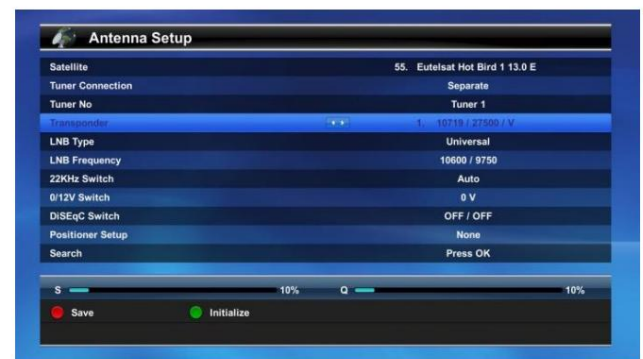 Antenna Setup
Satellite 55. Eutelsat Hot Bird 1 13.0 E
Tuner Connection Separate
Tuner No Tuner 1
Transponder 1. 10719 / 27500 / V
LNB Type Universal
LNB Frequency 10600 / 9750
22KHz Switch Auto
0/12V Switch 0 V
DiSEqC Switch OFF / OFF
Positioner Setup None
Search Press OK
S 10% Q 10%
Save Initialize